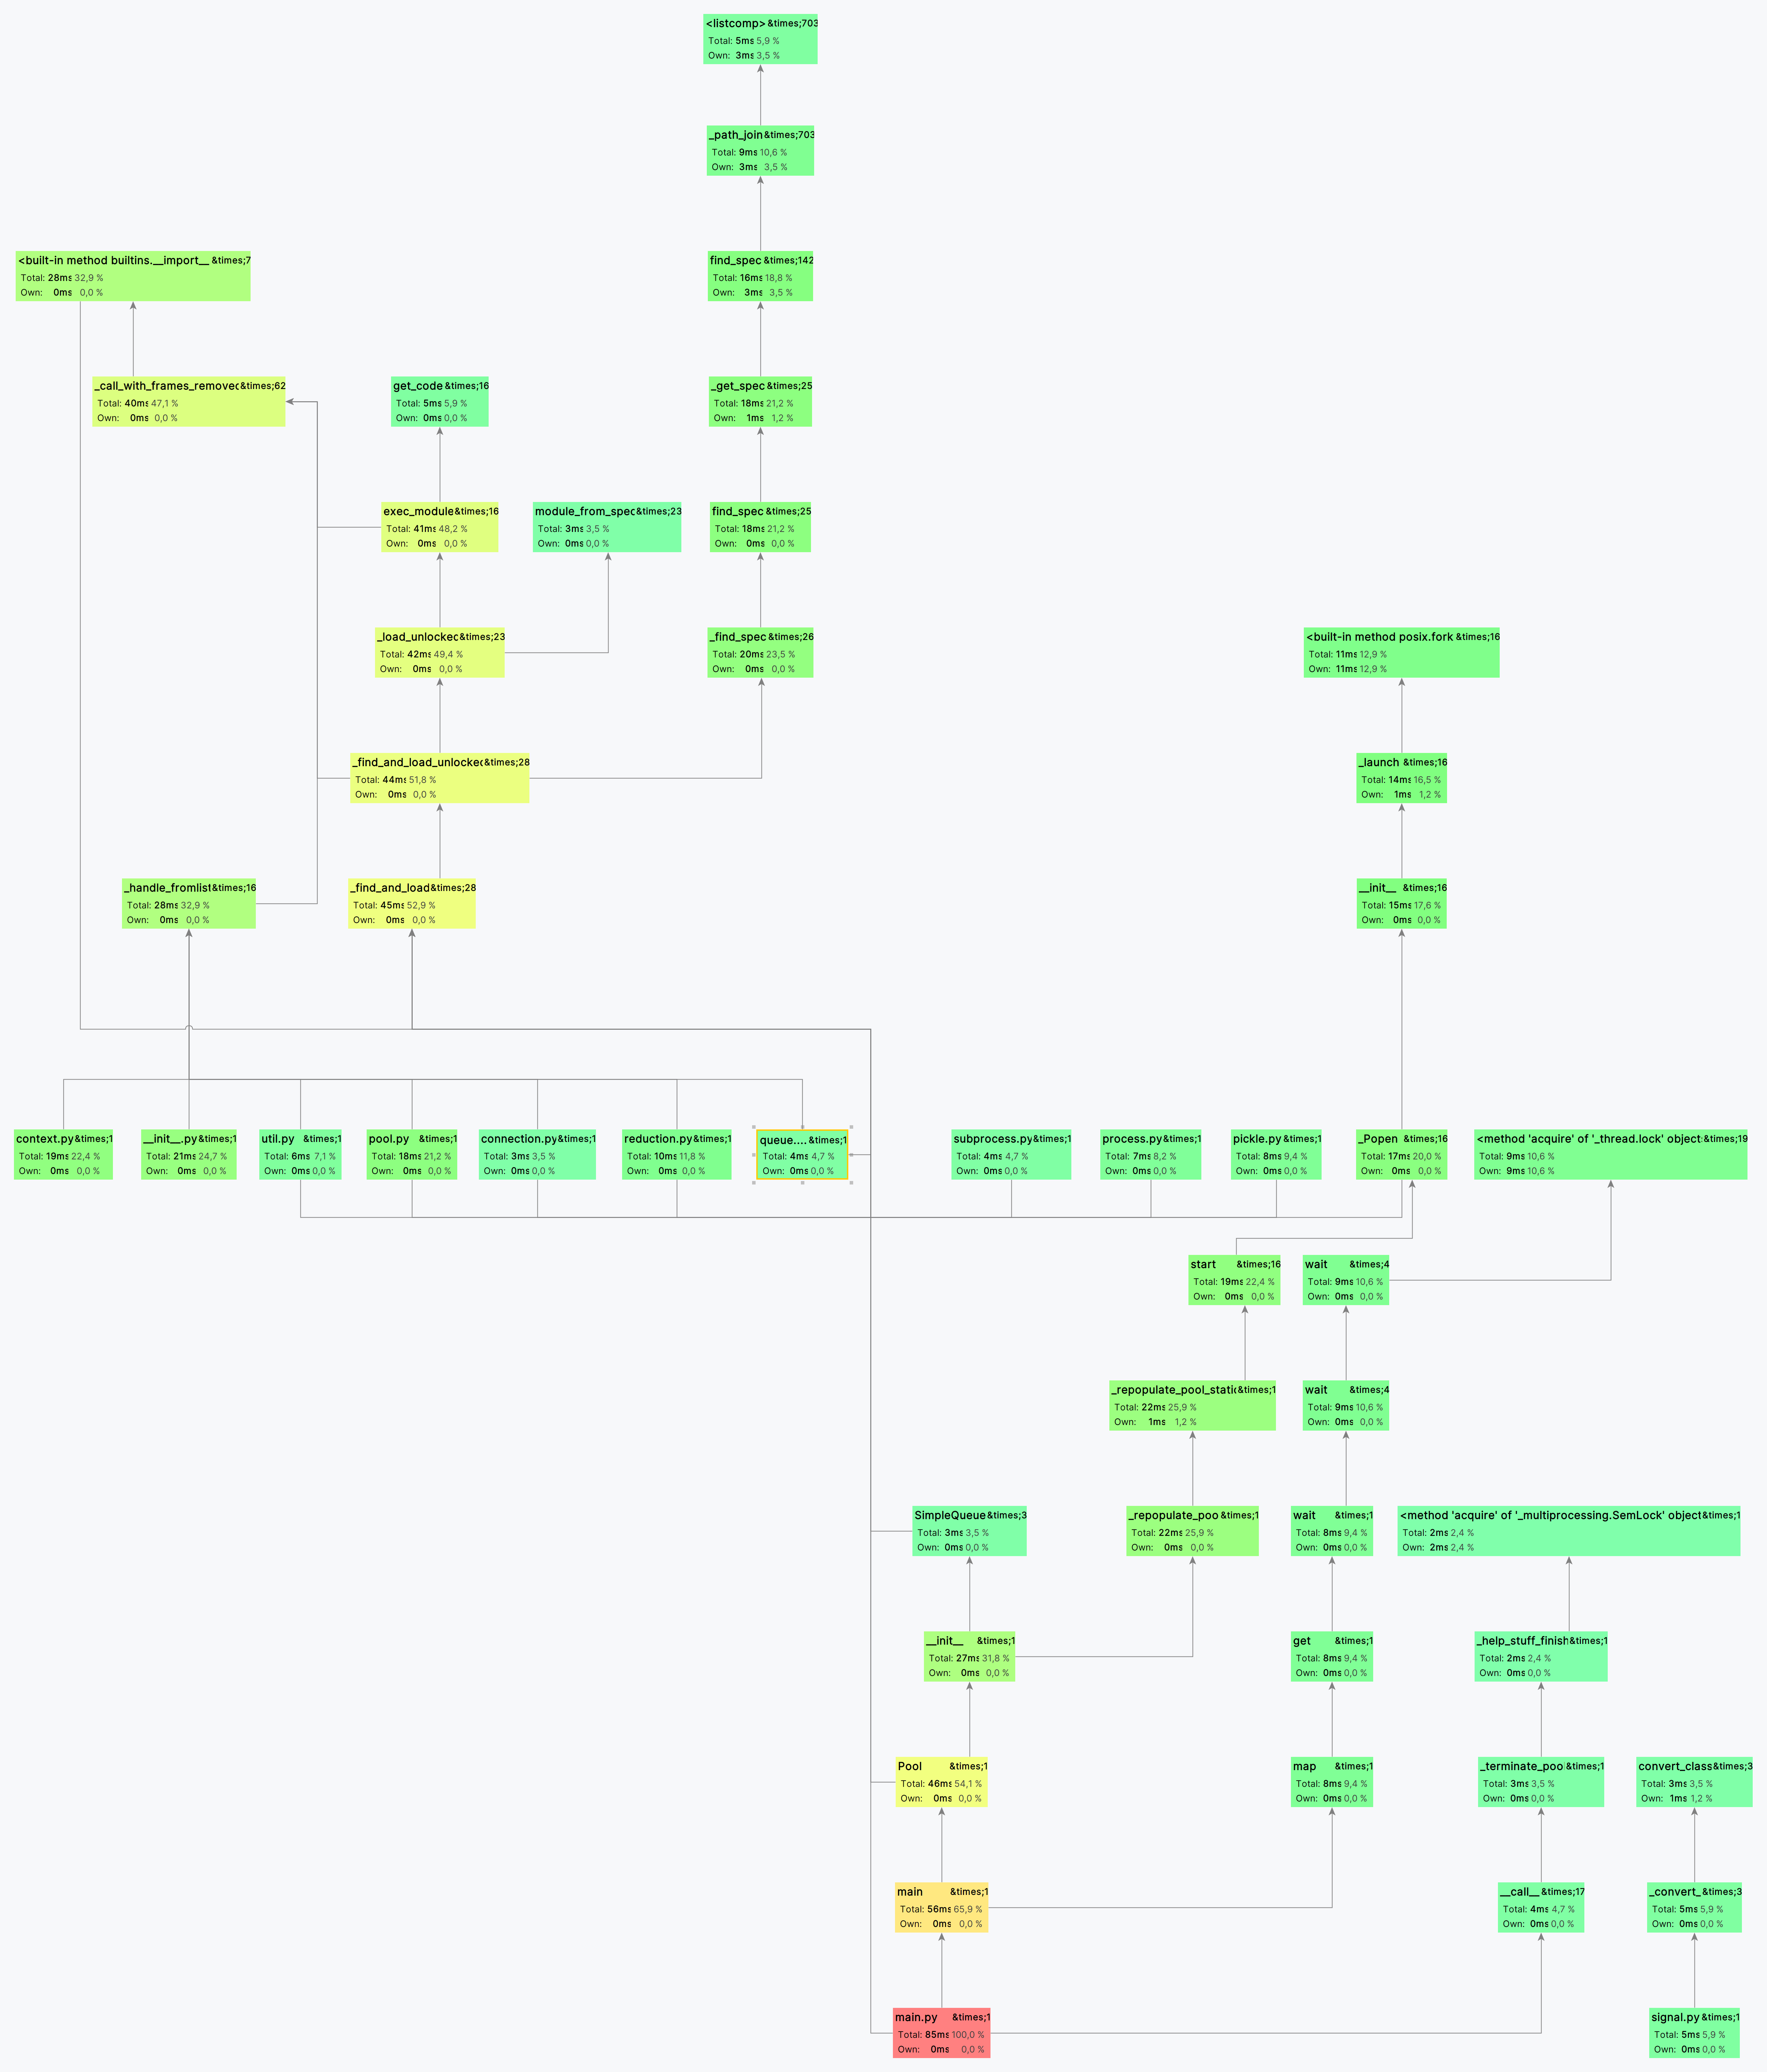 <listcomp> &times;703
Total: 5ms 5,9 %
Own: 3ms 3,5 %
_path_join &times;703
Total: 9ms 10,6 %
Own: 3ms 3,5 %
<built-in method builtins.__import__ &times;7
Total: 28ms 32,9 %
Own: 0ms 0,0 %
find_spec &times;142
Total: 16ms 18,8 %
Own: 3ms 3,5 %
_call_with_frames_removed &times;62
Total: 40ms 47,1 %
Own: 0ms 0,0 %
get_code &times;16
Total: 5ms 5,9 %
Own: 0ms 0,0 %
_get_spec &times;25
Total: 18ms 21,2 %
Own: 1ms 1,2 %
exec_module &times;16
Total: 41ms 48,2 %
Own: 0ms 0,0 %
module_from_spec &times;23
Total: 3ms 3,5 %
Own: 0ms 0,0 %
find_spec &times;25
Total: 18ms 21,2 %
Own: 0ms 0,0 %
_load_unlocked &times;23
Total: 42ms 49,4 %
Own: 0ms 0,0 %
_find_spec &times;26
Total: 20ms 23,5 %
Own: 0ms 0,0 %
<built-in method posix.fork &times;16
Total: 11ms 12,9 %
Own: 11ms 12,9 %
_find_and_load_unlocked &times;28
Total: 44ms 51,8 %
Own: 0ms 0,0 %
_launch &times;16
Total: 14ms 16,5 %
Own: 1ms 1,2 %
_handle_fromlist &times;16
Total: 28ms 32,9 %
Own: 0ms 0,0 %
_find_and_load &times;28
Total: 45ms 52,9 %
Own: 0ms 0,0 %
__init__ &times;16
Total: 15ms 17,6 %
Own: 0ms 0,0 %
context.py &times;1
Total: 19ms 22,4 %
Own: 0ms 0,0 %
__init__.py &times;1
Total: 21ms 24,7 %
Own: 0ms 0,0 %
util.py &times;1
Total: 6ms 7,1 %
Own: 0ms 0,0 %
pool.py &times;1
Total: 18ms 21,2 %
Own: 0ms 0,0 %
connection.py &times;1
Total: 3ms 3,5 %
Own: 0ms 0,0 %
reduction.py &times;1
Total: 10ms 11,8 %
Own: 0ms 0,0 %
queue.... &times;1
Total: 4ms 4,7 %
Own: 0ms 0,0 %
subprocess.py &times;1
Total: 4ms 4,7 %
Own: 0ms 0,0 %
process.py &times;1
Total: 7ms 8,2 %
Own: 0ms 0,0 %
pickle.py &times;1
Total: 8ms 9,4 %
Own: 0ms 0,0 %
_Popen &times;16
Total: 17ms 20,0 %
Own: 0ms 0,0 %
<method 'acquire' of '_thread.lock' object &times;19
Total: 9ms 10,6 %
Own: 9ms 10,6 %
start &times;16
Total: 19ms 22,4 %
Own: 0ms 0,0 %
wait &times;4
Total: 9ms 10,6 %
Own: 0ms 0,0 %
_repopulate_pool_static &times;1
Total: 22ms 25,9 %
Own: 1ms 1,2 %
wait &times;4
Total: 9ms 10,6 %
Own: 0ms 0,0 %
SimpleQueue &times;3
Total: 3ms 3,5 %
Own: 0ms 0,0 %
_repopulate_poo &times;1
Total: 22ms 25,9 %
Own: 0ms 0,0 %
wait &times;1
Total: 8ms 9,4 %
Own: 0ms 0,0 %
<method 'acquire' of '_multiprocessing.SemLock' object &times;1
Total: 2ms 2,4 %
Own: 2ms 2,4 %
__init__ &times;1
Total: 27ms 31,8 %
Own: 0ms 0,0 %
get &times;1
Total: 8ms 9,4 %
Own: 0ms 0,0 %
_help_stuff_finish &times;1
Total: 2ms 2,4 %
Own: 0ms 0,0 %
Pool &times;1
Total: 46ms 54,1 %
Own: 0ms 0,0 %
map &times;1
Total: 8ms 9,4 %
Own: 0ms 0,0 %
_terminate_poo &times;1
Total: 3ms 3,5 %
Own: 0ms 0,0 %
convert_class &times;3
Total: 3ms 3,5 %
Own: 1ms 1,2 %
main &times;1
Total: 56ms 65,9 %
Own: 0ms 0,0 %
__call__ &times;17
Total: 4ms 4,7 %
Own: 0ms 0,0 %
_convert_ &times;3
Total: 5ms 5,9 %
Own: 0ms 0,0 %
main.py &times;1
Total: 85ms 100,0 %
Own: 0ms 0,0 %
signal.py &times;1
Total: 5ms 5,9 %
Own: 0ms 0,0 %